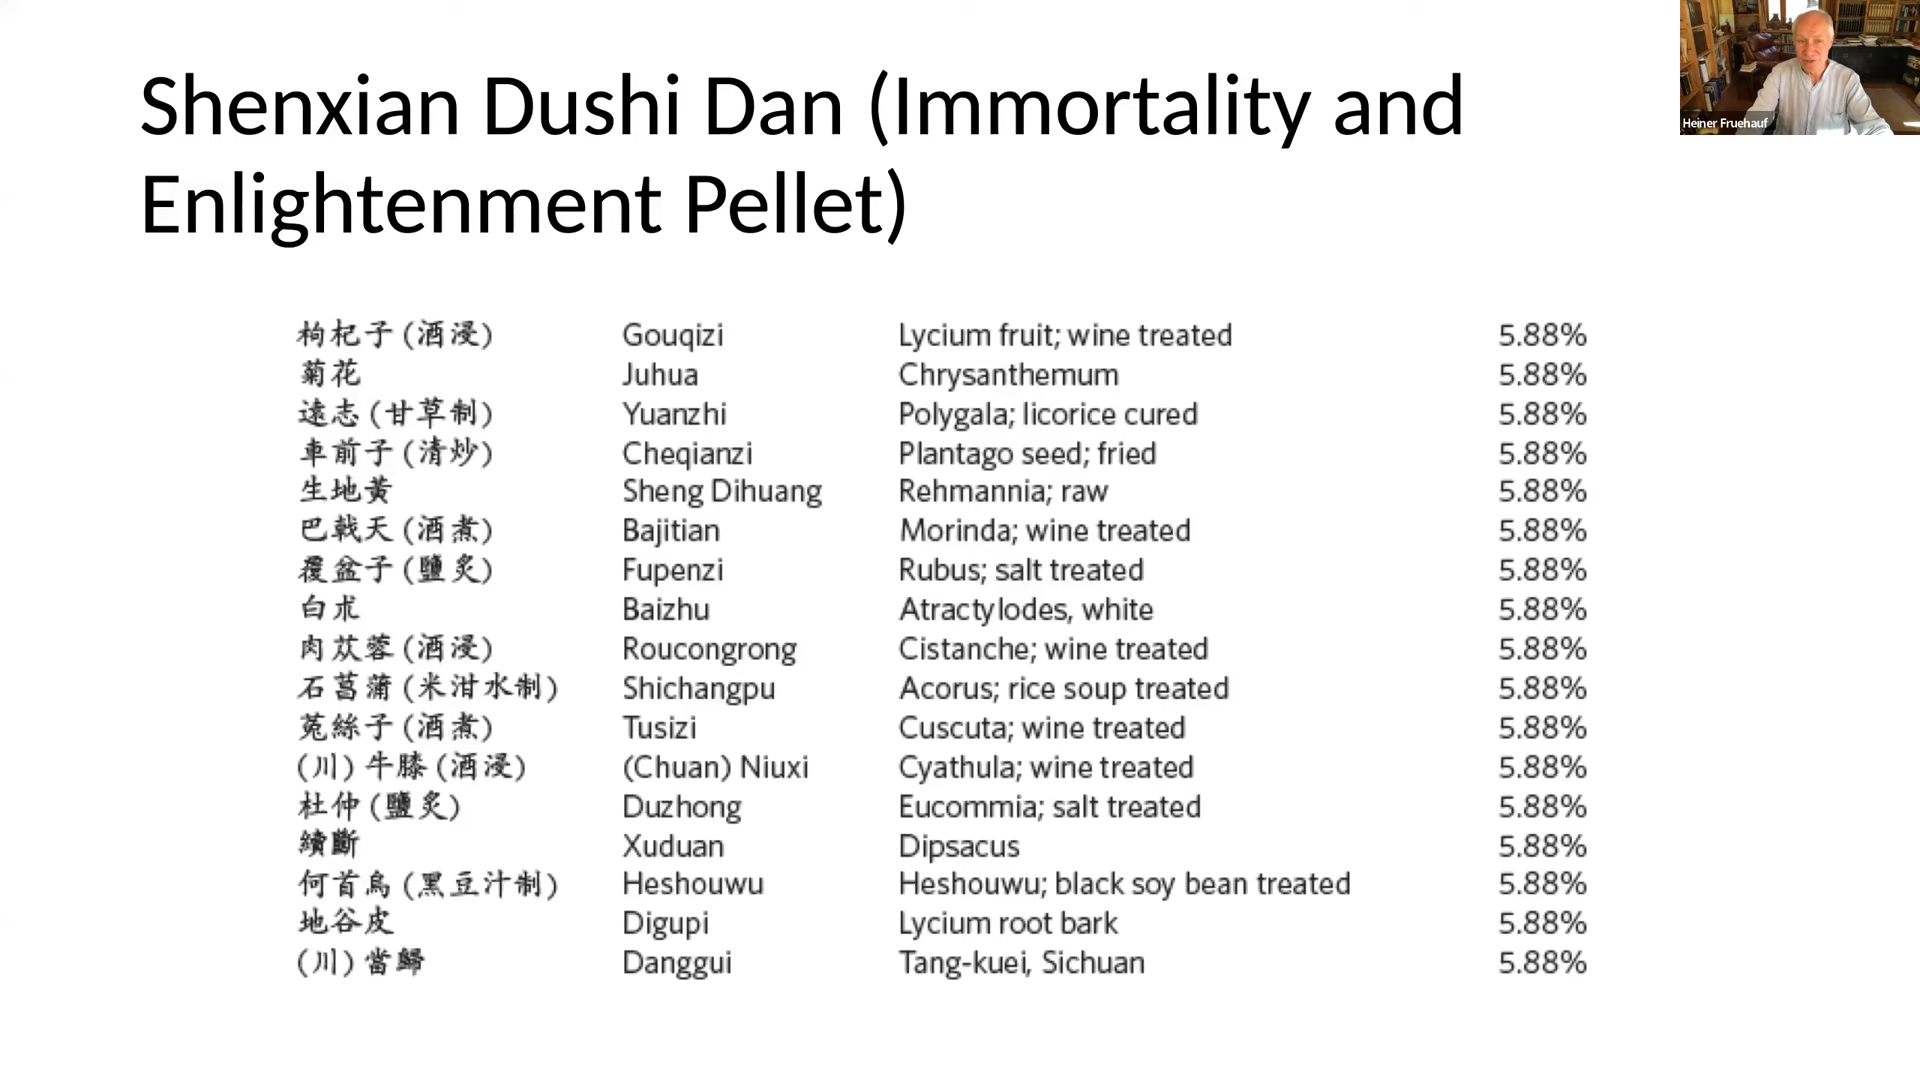 Shenxian Dushi Dan (Immortality and
Enlightenment Pellet)
Heiner Fruehauf
枸杞子 (酒浸) Gouqizi Lycium fruit; wine treated 5.88%
菊花 Juhua Chrysanthemum 5.88%
遠志 (甘草制) Yuanzhi Polygala; licorice cured 5.88%
車前子 (清炒) Cheqianzi Plantago seed; fried 5.88%
生地黃 Sheng Dihuang Rehmannia; raw 5.88%
巴戟天 (酒煮) Bajitian Morinda; wine treated 5.88%
覆盆子 (鹽炙) Fupenzi Rubus; salt treated 5.88%
白朮 Baizhu Atractylodes, white 5.88%
肉苁蓉 (酒浸) Roucongrong Cistanche; wine treated 5.88%
石菖蒲 (米泔水制) Shichangpu Acorus; rice soup treated 5.88%
菟絲子 (酒煮) Tusizi Cuscuta; wine treated 5.88%
(川) 牛膝 (酒浸) (Chuan) Niuxi Cyathula; wine treated 5.88%
杜仲 (鹽炙) Duzhong Eucommia; salt treated 5.88%
續斷 Xuduan Dipsacus 5.88%
何首烏 (黑豆汁制) Heshouwu Heshouwu; black soy bean treated 5.88%
地谷皮 Digupi Lycium root bark 5.88%
(川) 當歸 Danggui Tang-kuei, Sichuan 5.88%